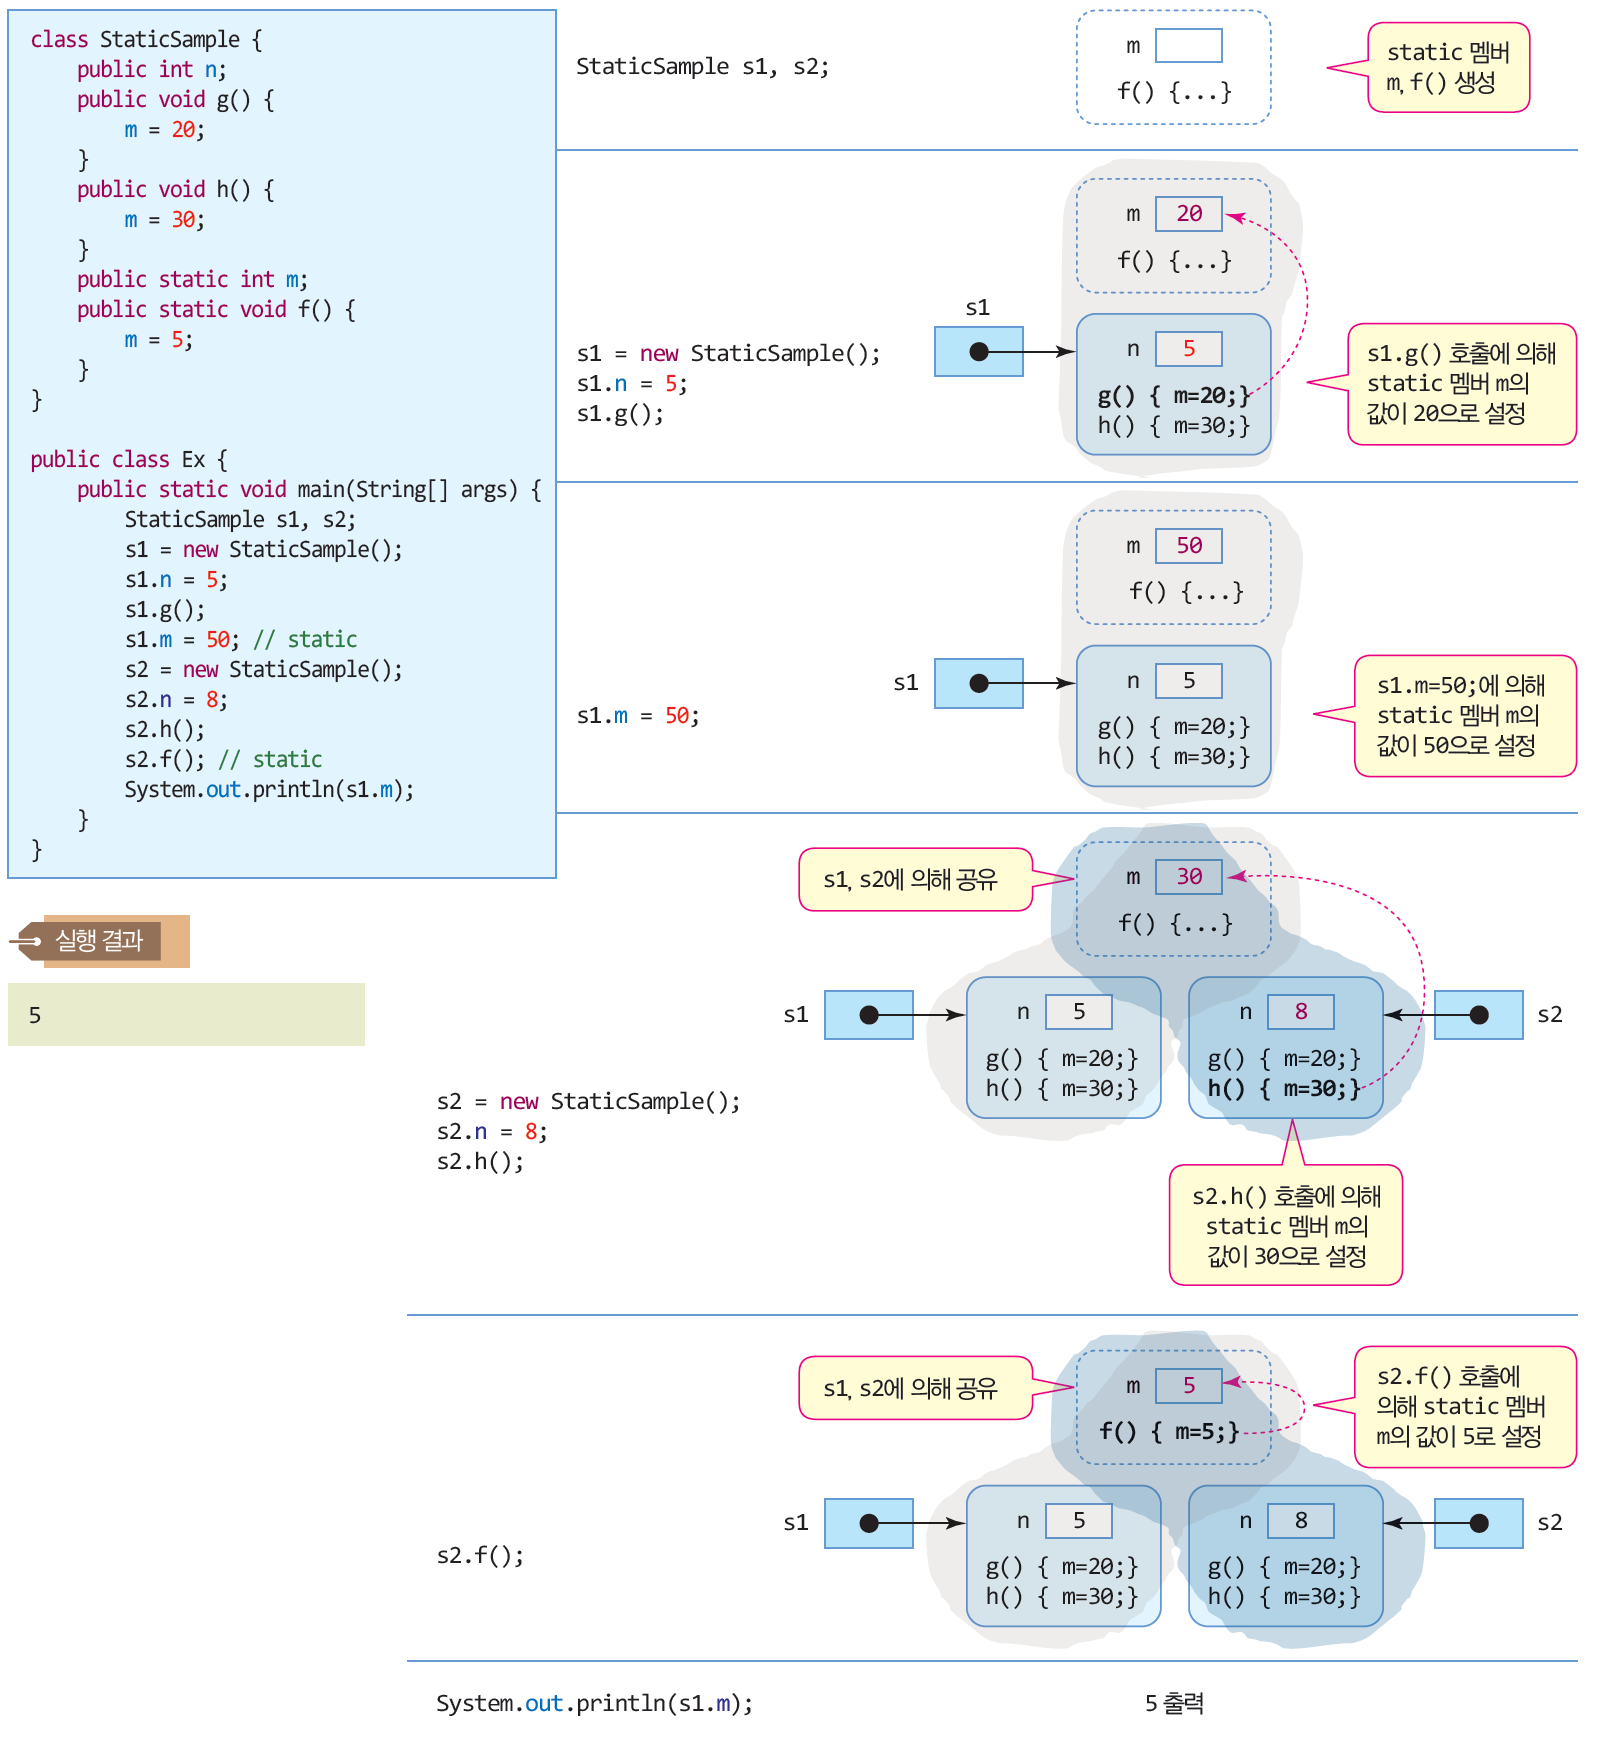 class StaticSample {
public int n;
public void g() {
m = 20;
}
public void h() {
m = 30;
}
public static int m;
public static void f() {
m = 5;
}
}
public class Ex {
public static void main(String[] args) {
StaticSample s1, s2;
s1 = new StaticSample();
s1.n = 5;
s1.g();
s1.m = 50; // static
s2 = new StaticSample();
s2.n = 8;
s2.h();
s2.f(); // static
System.out.println(s1.m);
}
}
실행 결과
5
StaticSample s1, s2;
m
f() {...}
static 멤버
m, f() 생성
s1 = new StaticSample();
s1.n = 5;
s1.g();
s1
m 20
f() {...}
n 5
g() { m=20;}
h() { m=30;}
s1.g() 호출에 의해
static 멤버 m의
값이 20으로 설정
s1.m = 50;
s1
m 50
f() {...}
n 5
g() { m=20;}
h() { m=30;}
s1.m=50;에 의해
static 멤버 m의
값이 50으로 설정
s2 = new StaticSample();
s2.n = 8;
s2.h();
s1, s2에 의해 공유
m 30
f() {...}
s1
n 5
g() { m=20;}
h() { m=30;}
n 8
g() { m=20;}
h() { m=30;}
s2
s2.h() 호출에 의해
static 멤버 m의
값이 30으로 설정
s2.f();
s1, s2에 의해 공유
m 5
f() { m=5;}
s2.f() 호출에
의해 static 멤버
m의 값이 5로 설정
s1
n 5
g() { m=20;}
h() { m=30;}
n 8
g() { m=20;}
h() { m=30;}
s2
System.out.println(s1.m);
5 출력